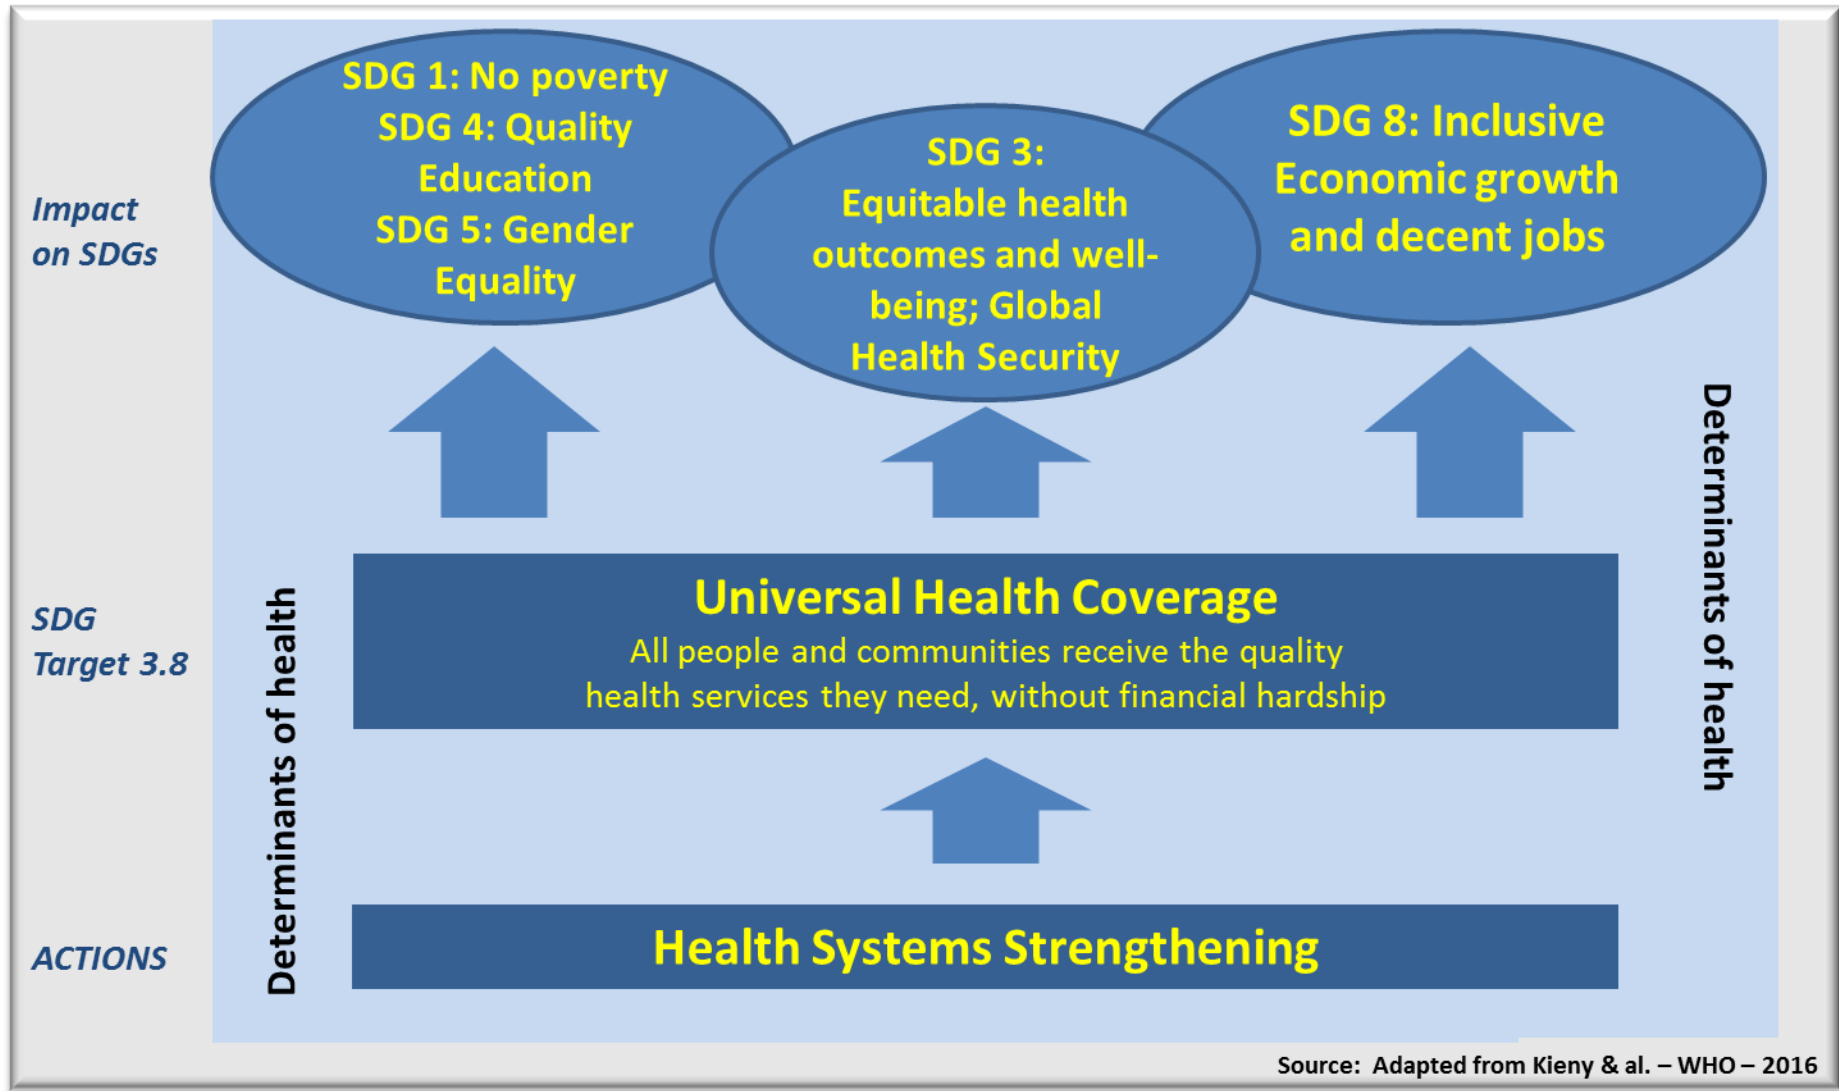 SDG 1: No poverty
SDG 4: Quality
Education
SDG 5: Gender
Equality
SDG 3:
Equitable health
outcomes and well-
being; Global
Health Security
SDG 8: Inclusive
Economic growth
and decent jobs
Impact
on SDGs
Determinants of health
Universal Health Coverage
All people and communities receive the quality
health services they need, without financial hardship
SDG
Target 3.8
Determinants of health
Health Systems Strengthening
ACTIONS
Source: Adapted from Kieny & al. – WHO – 2016